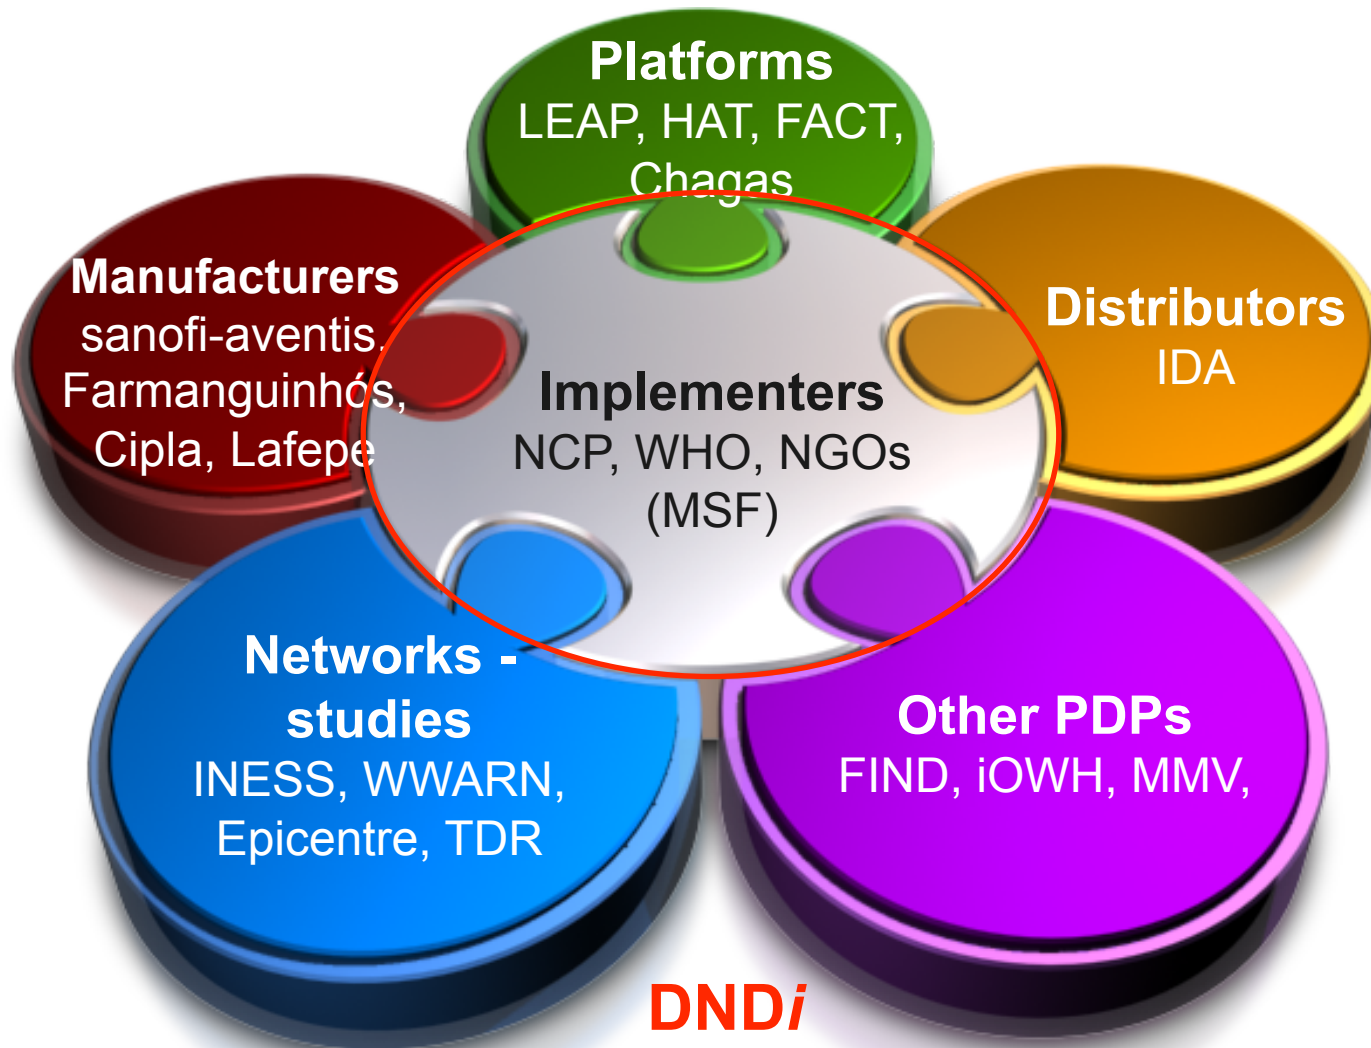 Platforms
LEAP, HAT, FACT,
Chagas
Manufacturers
sanofi-aventis,
Farmanguinhós,
Cipla, Lafepe
Distributors
IDA
Implementers
NCP, WHO, NGOs
(MSF)
Networks -
studies
INESS, WWARN,
Epicentre, TDR
Other PDPs
FIND, iOWH, MMV,
DNDi